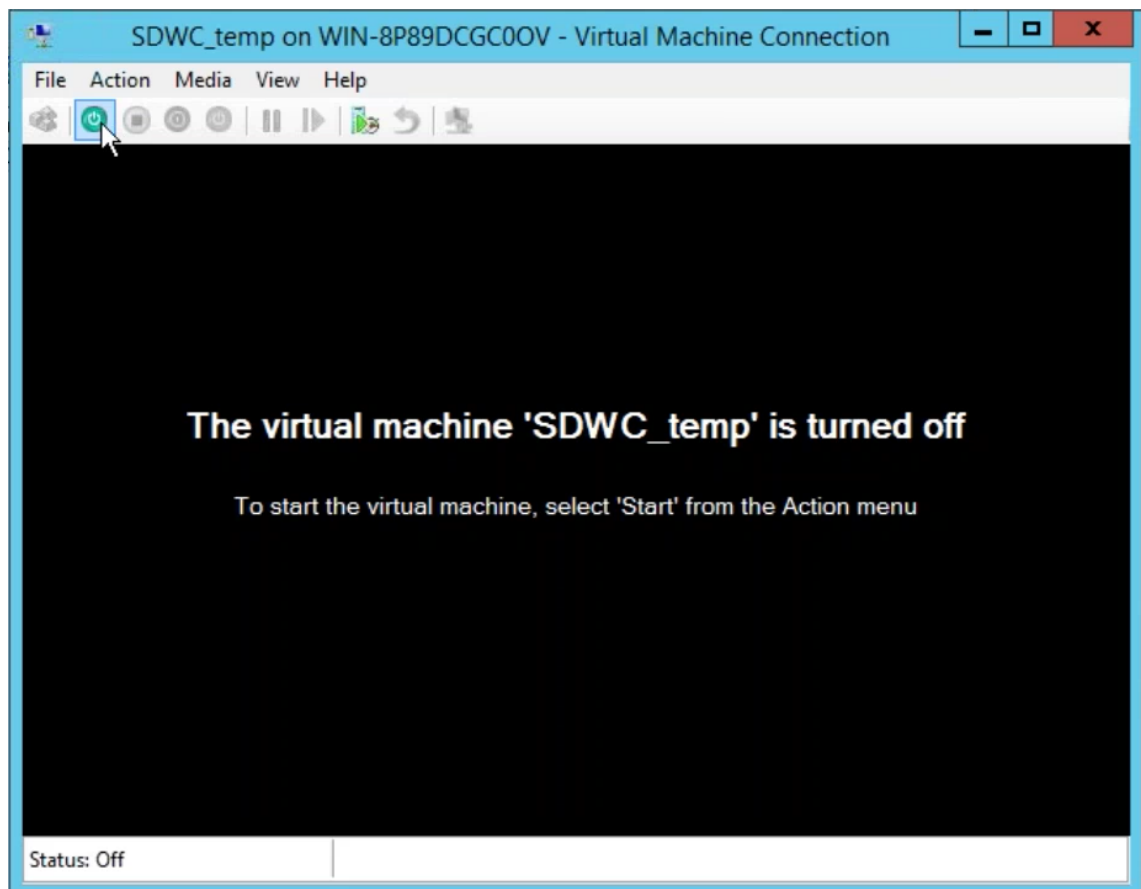 SDWC_temp on WIN-8P89DCGC0OV - Virtual Machine Connection
File Action Media View Help
The virtual machine 'SDWC_temp' is turned off
To start the virtual machine, select 'Start' from the Action menu
Status: Off